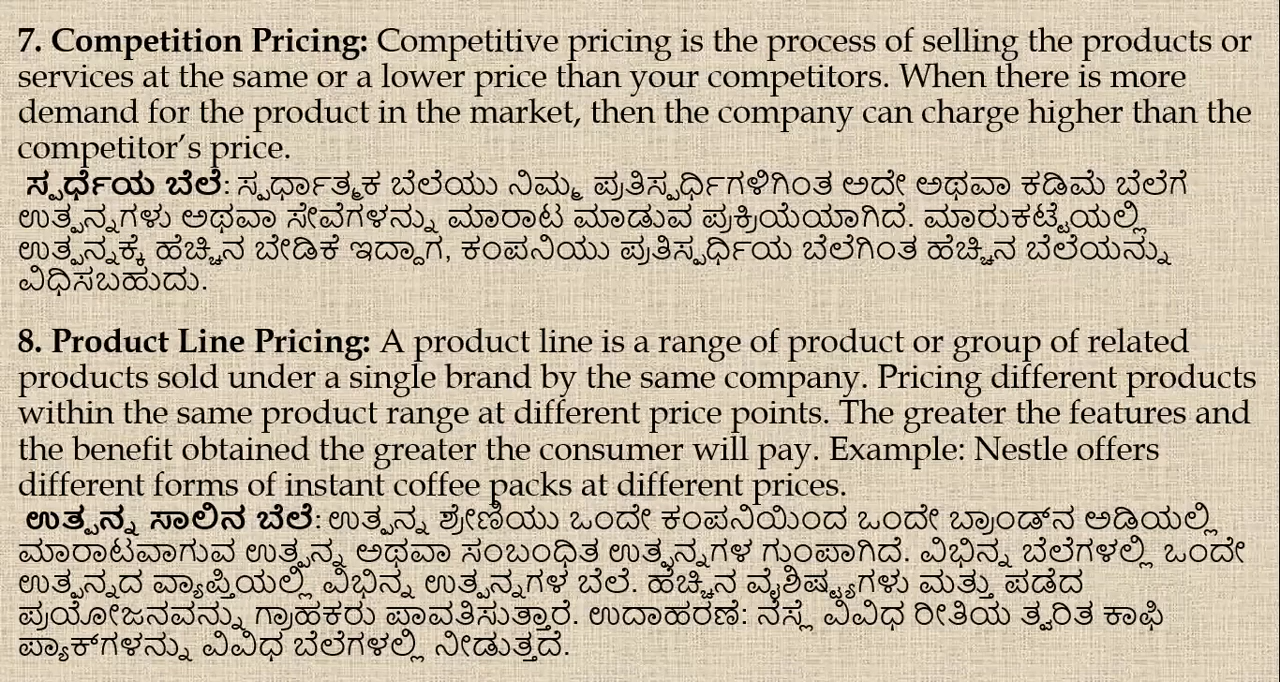 7. Competition Pricing: Competitive pricing is the process of selling the products or
services at the same or a lower price than your competitors. When there is more
demand for the product in the market, then the company can charge higher than the
competitor's price.
ಸ್ಪರ್ಧೆಯ ಬೆಲೆ: ಸ್ಪರ್ಧಾತ್ಮಕ ಬೆಲೆಯು ನಿಮ್ಮ ಪ್ರತಿಸ್ಪರ್ಧಿಗಳಿಗಿಂತ ಅದೇ ಅಥವಾ ಕಡಿಮೆ ಬೆಲೆಗೆ
ಉತ್ಪನ್ನಗಳು ಅಥವಾ ಸೇವೆಗಳನ್ನು ಮಾರಾಟ ಮಾಡುವ ಪ್ರಕ್ರಿಯೆಯಾಗಿದೆ. ಮಾರುಕಟ್ಟೆಯಲ್ಲಿ
ಉತ್ಪನ್ನಕ್ಕೆ ಹೆಚ್ಚಿನ ಬೇಡಿಕೆ ಇದ್ದಾಗ, ಕಂಪನಿಯು ಪ್ರತಿಸ್ಪರ್ಧಿಯ ಬೆಲೆಗಿಂತ ಹೆಚ್ಚಿನ ಬೆಲೆಯನ್ನು
ವಿಧಿಸಬಹುದು.
8. Product Line Pricing: A product line is a range of product or group of related
products sold under a single brand by the same company. Pricing different products
within the same product range at different price points. The greater the features and
the benefit obtained the greater the consumer will pay. Example: Nestle offers
different forms of instant coffee packs at different prices.
ಉತ್ಪನ್ನ ಸಾಲಿನ ಬೆಲೆ: ಉತ್ಪನ್ನ ಶ್ರೇಣಿಯು ಒಂದೇ ಕಂಪನಿಯಿಂದ ಒಂದೇ ಬ್ರಾಂಡ್‌ನ ಅಡಿಯಲ್ಲಿ
ಮಾರಾಟವಾಗುವ ಉತ್ಪನ್ನ ಅಥವಾ ಸಂಬಂಧಿತ ಉತ್ಪನ್ನಗಳ ಗುಂಪಾಗಿದೆ. ವಿಭಿನ್ನ ಬೆಲೆಗಳಲ್ಲಿ ಒಂದೇ
ಉತ್ಪನ್ನದ ವ್ಯಾಪ್ತಿಯಲ್ಲಿ ವಿಭಿನ್ನ ಉತ್ಪನ್ನಗಳ ಬೆಲೆ. ಹೆಚ್ಚಿನ ವೈಶಿಷ್ಟ್ಯಗಳು ಮತ್ತು ಪಡೆದ
ಪ್ರಯೋಜನವನ್ನು ಗ್ರಾಹಕರು ಪಾವತಿಸುತ್ತಾರೆ. ಉದಾಹರಣೆ: ನೆಸ್ಲೆ ವಿವಿಧ ರೀತಿಯ ತ್ವರಿತ ಕಾಫಿ
ಪ್ಯಾಕ್‌ಗಳನ್ನು ವಿವಿಧ ಬೆಲೆಗಳಲ್ಲಿ ನೀಡುತ್ತದೆ.